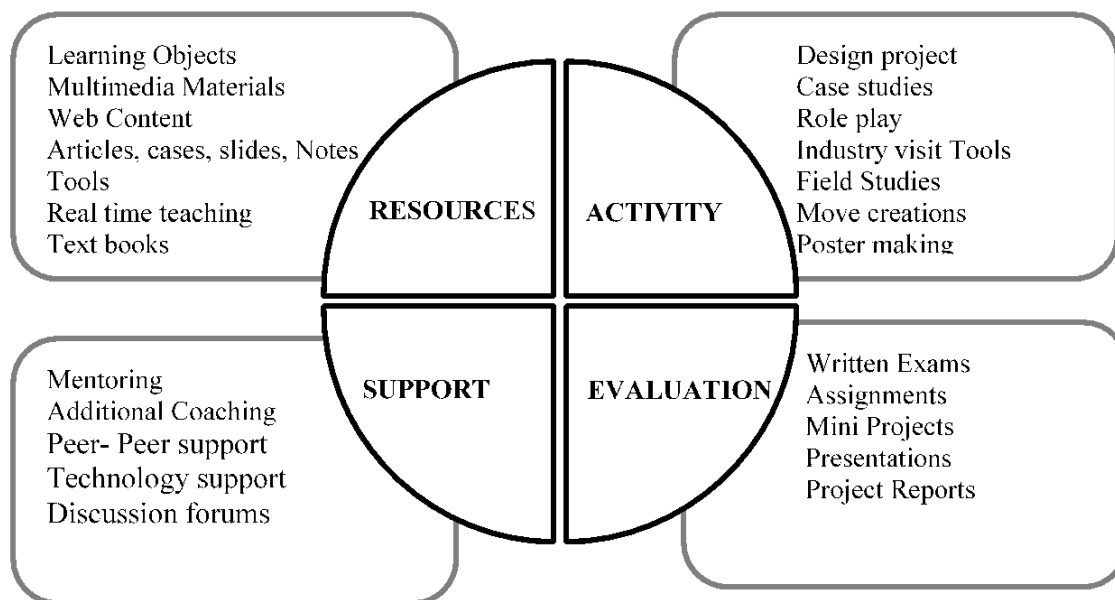 Learning Objects
Multimedia Materials
Web Content
Articles, cases, slides, Notes
Tools
Real time teaching
Text books
RESOURCES
Design project
Case studies
Role play
Industry visit Tools
Field Studies
Move creations
Poster making
ACTIVITY
Mentoring
Additional Coaching
Peer- Peer support
Technology support
Discussion forums
SUPPORT
Written Exams
Assignments
Mini Projects
Presentations
Project Reports
EVALUATION